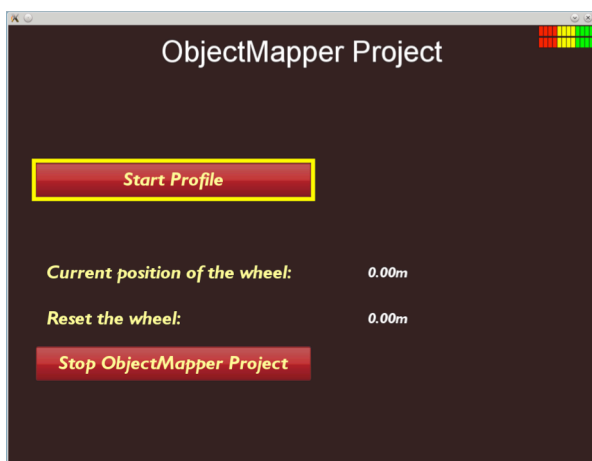 ObjectMapper Project
Start Profile
Current position of the wheel: 0.00m
Reset the wheel: 0.00m
Stop ObjectMapper Project